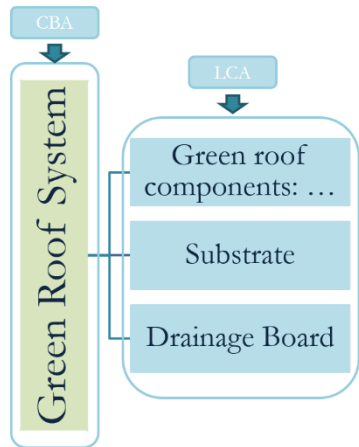 CBA
LCA
Green Roof System
Green roof
components: …
Substrate
Drainage Board